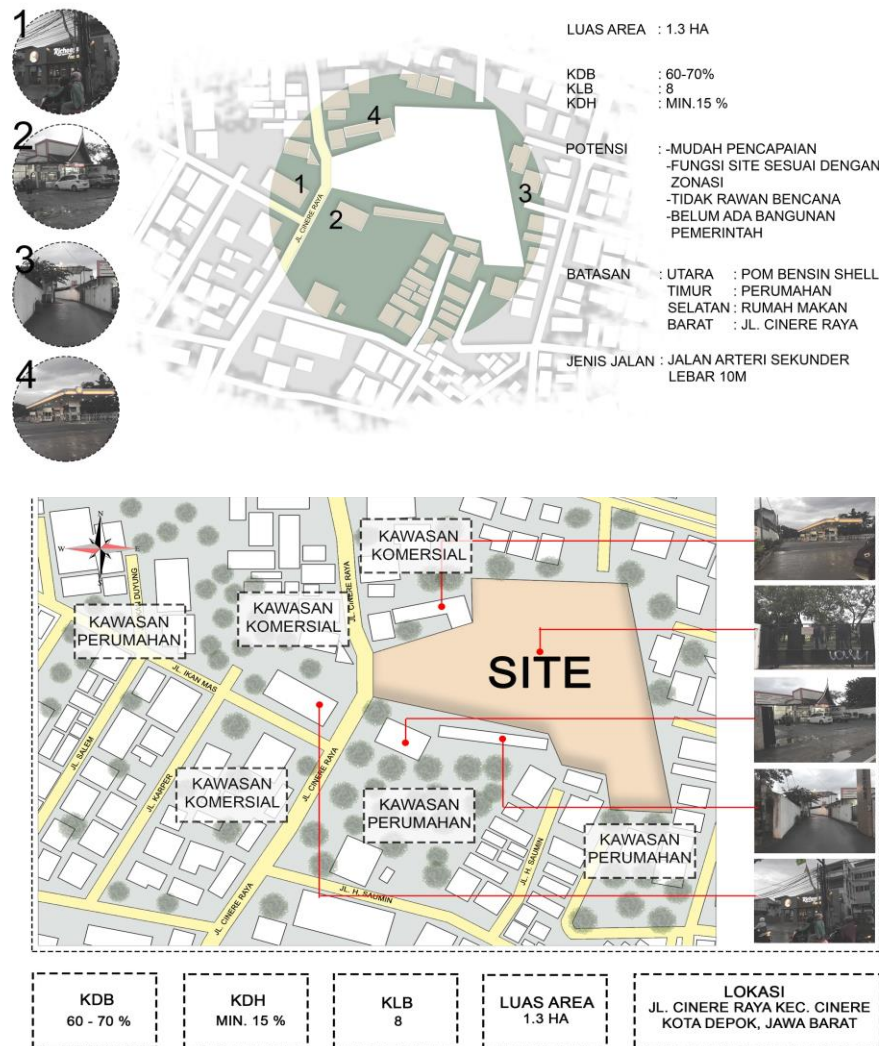 1
2
3
4
1
2
3
4
JL. CINERE RAYA
LUAS AREA : 1.3 HA
KDB : 60-70%
KLB : 8
KDH : MIN.15 %
POTENSI : -MUDAH PENCAPAIAN
-FUNGSI SITE SESUAI DENGAN
ZONASI
-TIDAK RAWAN BENCANA
-BELUM ADA BANGUNAN
PEMERINTAH
BATASAN : UTARA : POM BENSIN SHELL
TIMUR : PERUMAHAN
SELATAN : RUMAH MAKAN
BARAT : JL. CINERE RAYA
JENIS JALAN : JALAN ARTERI SEKUNDER
LEBAR 10M
N
W
E
S
KAWASAN
PERUMAHAN
KAWASAN
KOMERSIAL
KAWASAN
KOMERSIAL
JL. CINERE RAYA
SITE
JL. IKAN MAS
JL. SALEM
JL. KARPER
KAWASAN
KOMERSIAL
JL. CINERE RAYA
KAWASAN
PERUMAHAN
KAWASAN
PERUMAHAN
JL. H. SAUMIN
JL. H. SAUMIN
JL. CINERE RAYA
KDB
60 - 70 %
KDH
MIN. 15 %
KLB
8
LUAS AREA
1.3 HA
LOKASI
JL. CINERE RAYA KEC. CINERE
KOTA DEPOK, JAWA BARAT